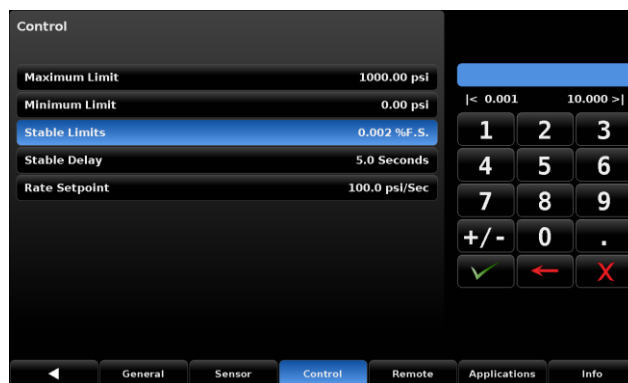 Control
Maximum Limit 1000.00 psi
Minimum Limit 0.00 psi
Stable Limits 0.002 %F.S.
Stable Delay 5.0 Seconds
Rate Setpoint 100.0 psi/Sec
|< 0.001 10.000 >|
1 2 3
4 5 6
7 8 9
+/- 0 .
X
General Sensor Control Remote Applications Info